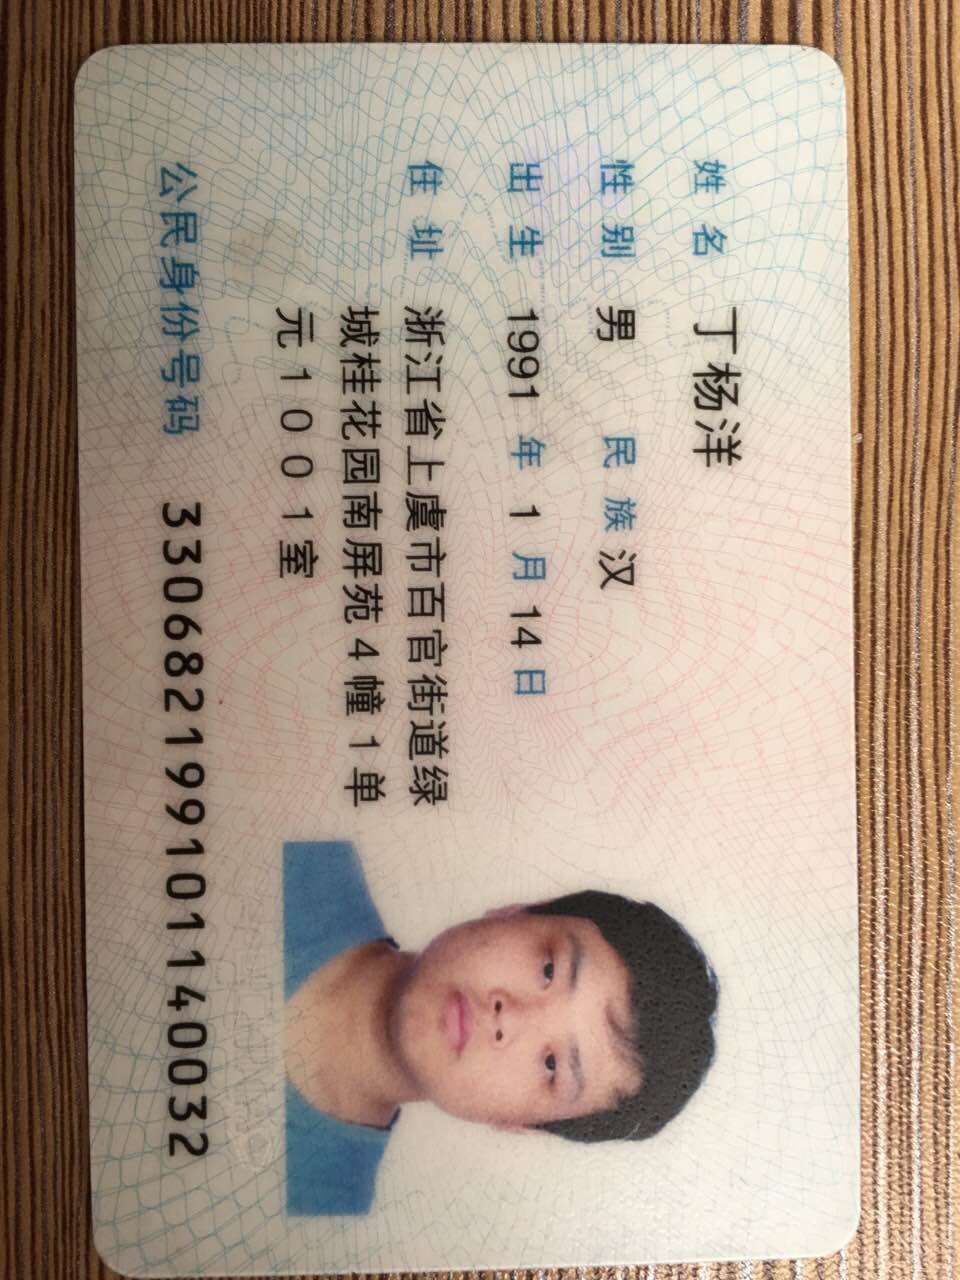 姓名 丁杨洋
性别 男 民族 汉
出生 1991 年 1 月 14 日
住址 浙江省上虞市百官街道绿
城桂花园南屏苑4幢1单
元1001室
公民身份号码 330682199101140032